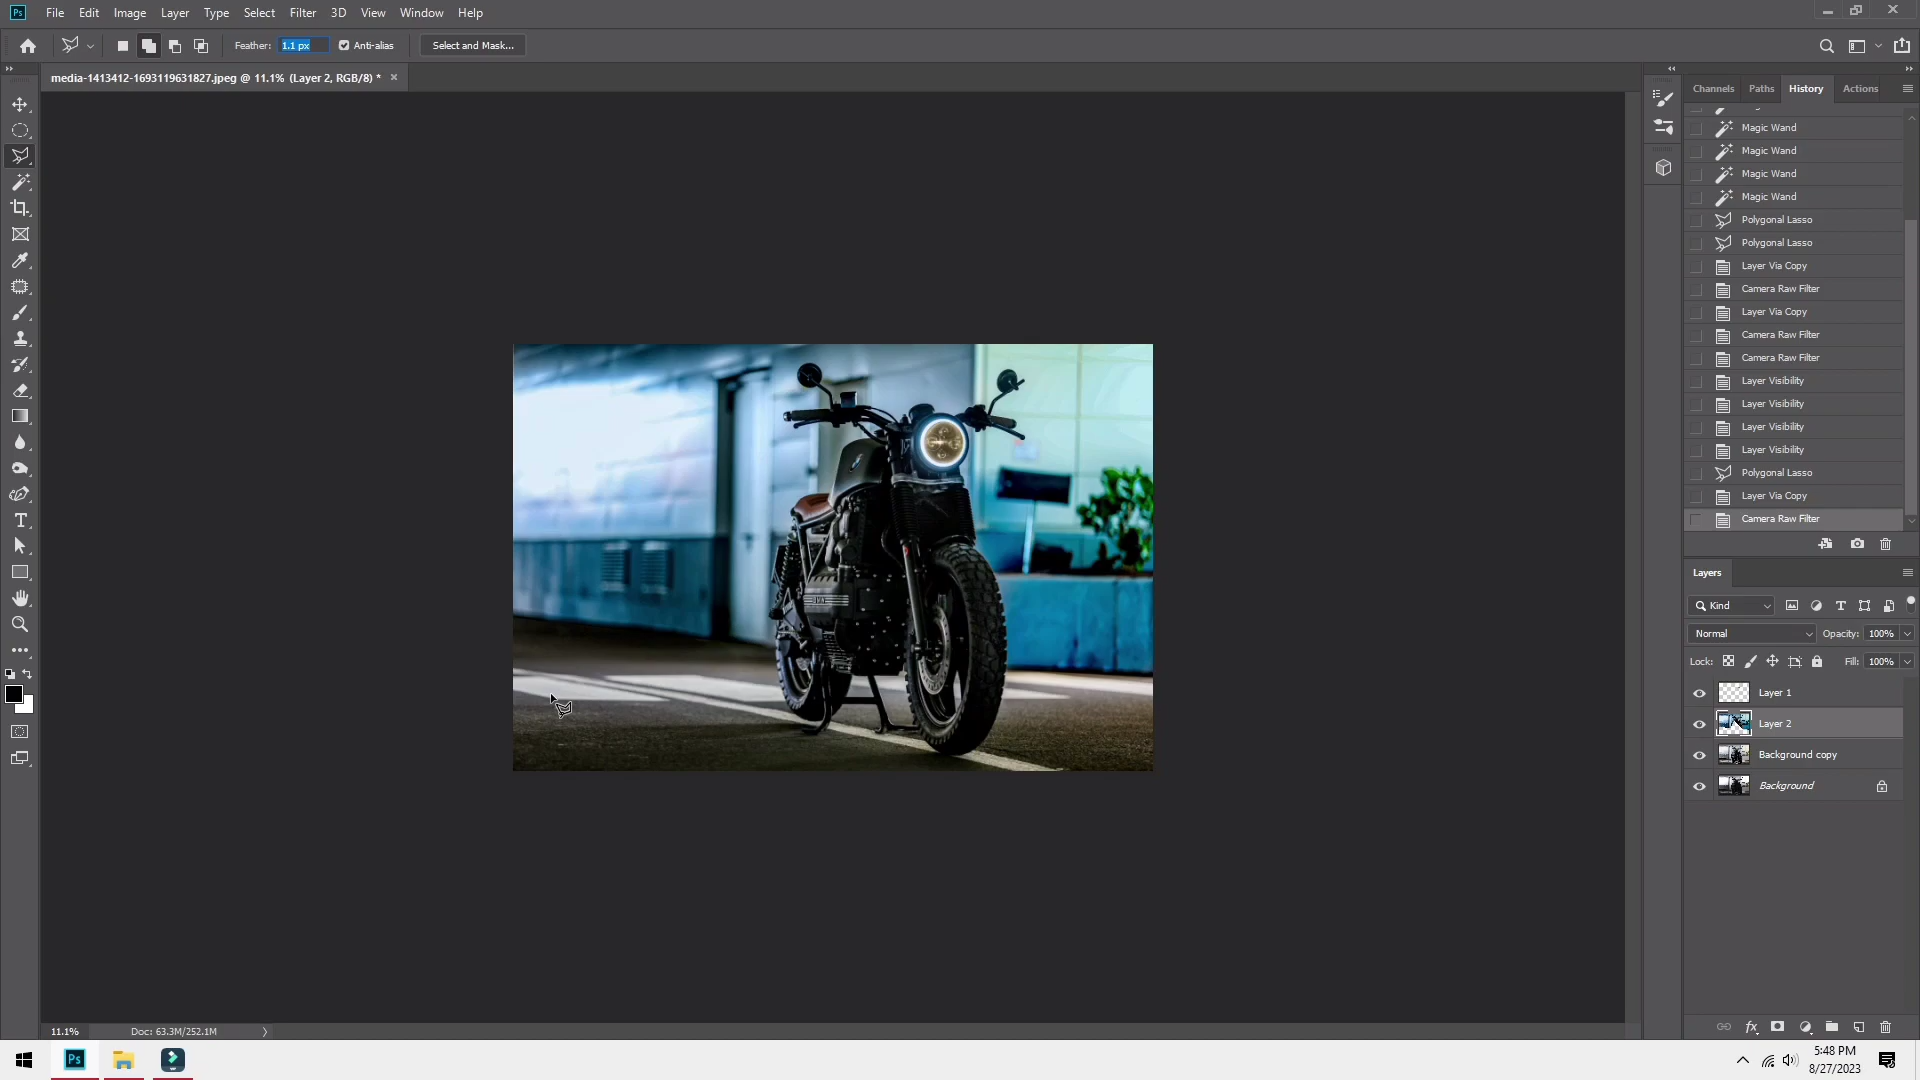 Ps File Edit Image Layer Type Select Filter 3D View Window Help
Feather: 1.1 px Anti-alias Select and Mask...
media-1413412-1693119631827.jpeg @ 11.1% (Layer 2, RGB/8) *
Channels Paths History Actions
Magic Wand
Magic Wand
Magic Wand
Magic Wand
Polygonal Lasso
Polygonal Lasso
Layer Via Copy
Camera Raw Filter
Layer Via Copy
Camera Raw Filter
Camera Raw Filter
Layer Visibility
Layer Visibility
Layer Visibility
Layer Visibility
Polygonal Lasso
Layer Via Copy
Camera Raw Filter
Layers
Kind
Normal Opacity: 100%
Lock: Fill: 100%
Layer 1
Layer 2
Background copy
Background
11.1% Doc: 63.3M/252.1M
Ps
5:48 PM
8/27/2023